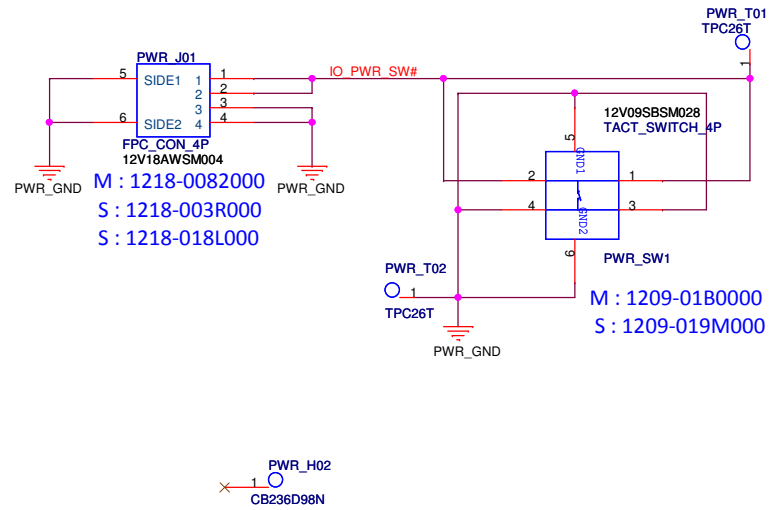 PWR_T01
TPC26T
1
PWR_J01
5
SIDE1
1
2
3
6
SIDE2
4
1
2
3
4
IO_PWR_SW#
FPC_CON_4P
12V18AWSM004
PWR_GND
PWR_GND
M : 1218-0082000
S : 1218-003R000
S : 1218-018L000
12V09SBSM028
TACT_SWITCH_4P
5
GND1
2
1
4
3
GND2
6
PWR_SW1
PWR_T02
1
TPC26T
M : 1209-01B0000
S : 1209-019M000
PWR_GND
PWR_H02
1
CB236D98N